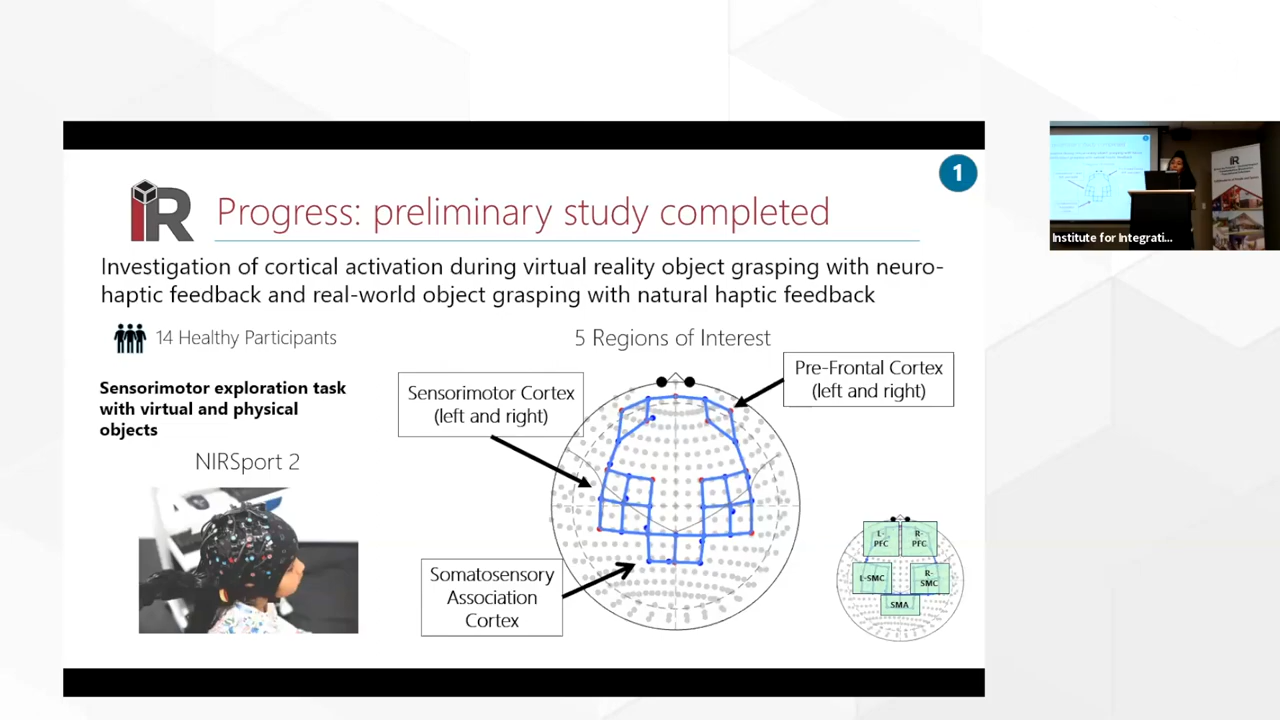 1
IR
Progress: preliminary study completed
Investigation of cortical activation during virtual reality object grasping with neuro-
haptic feedback and real-world object grasping with natural haptic feedback
14 Healthy Participants
5 Regions of Interest
Sensorimotor exploration task
with virtual and physical
objects
NIRSport 2
Sensorimotor Cortex
(left and right)
Pre-Frontal Cortex
(left and right)
Somatosensory
Association
Cortex
L-
PFC
R-
PFC
L-SMC
R-
SMC
SMA
IR
Institute for Integrati...